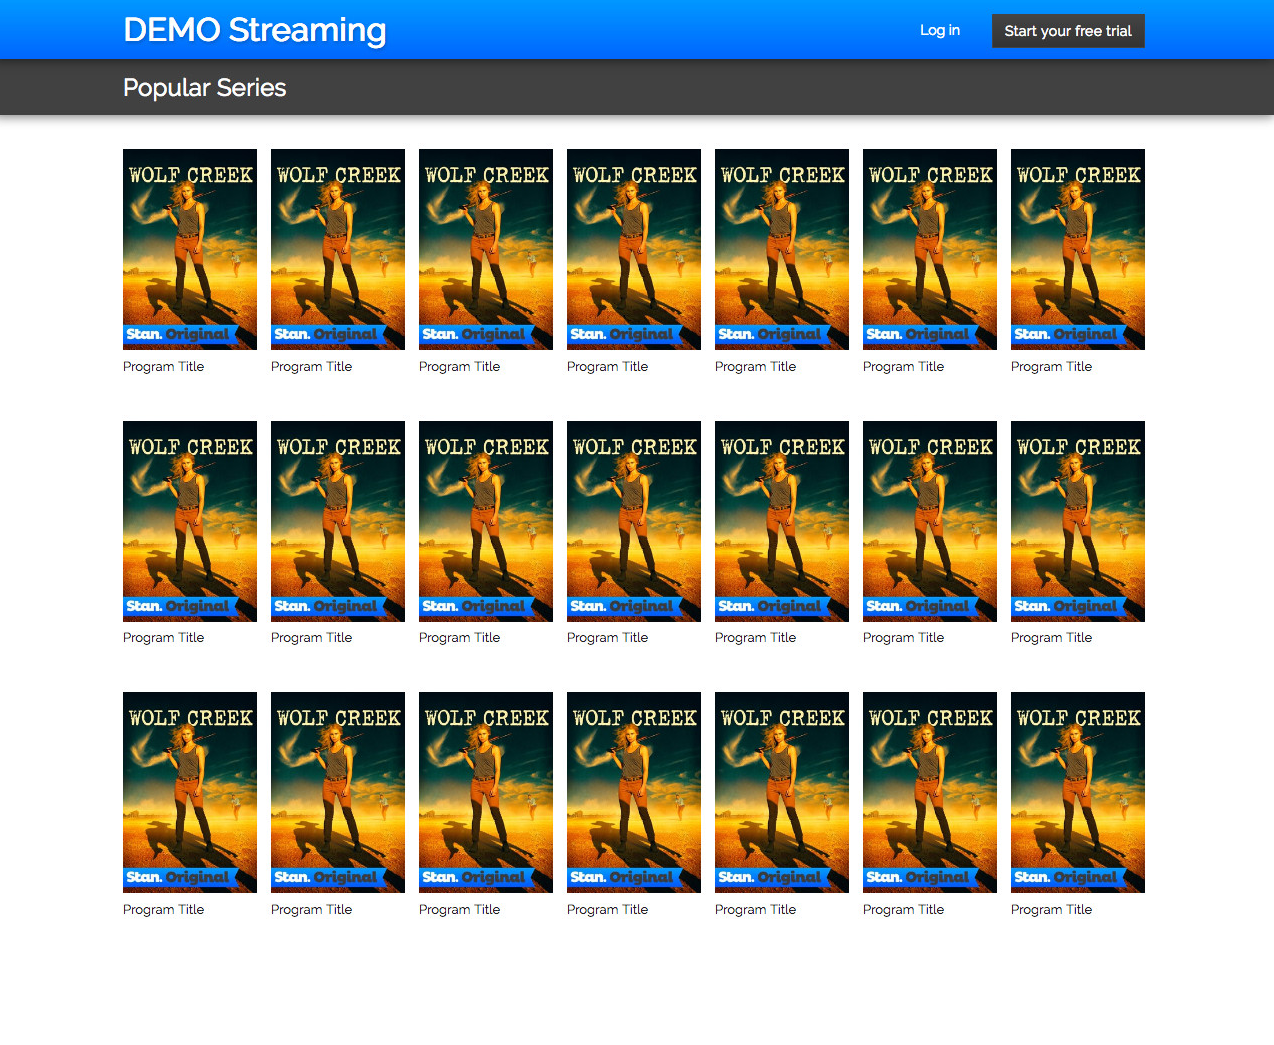 DEMO Streaming
Log in
Start your free trial
Popular Series
WOLF CREEK WOLF CREEK WOLF CREEK WOLF CREEK WOLF CREEK WOLF CREEK WOLF CREEK
Stan. Original Stan. Original Stan. Original Stan. Original Stan. Original Stan. Original Stan. Original
Program Title Program Title Program Title Program Title Program Title Program Title Program Title
WOLF CREEK WOLF CREEK WOLF CREEK WOLF CREEK WOLF CREEK WOLF CREEK WOLF CREEK
Stan. Original Stan. Original Stan. Original Stan. Original Stan. Original Stan. Original Stan. Original
Program Title Program Title Program Title Program Title Program Title Program Title Program Title
WOLF CREEK WOLF CREEK WOLF CREEK WOLF CREEK WOLF CREEK WOLF CREEK WOLF CREEK
Stan. Original Stan. Original Stan. Original Stan. Original Stan. Original Stan. Original Stan. Original
Program Title Program Title Program Title Program Title Program Title Program Title Program Title